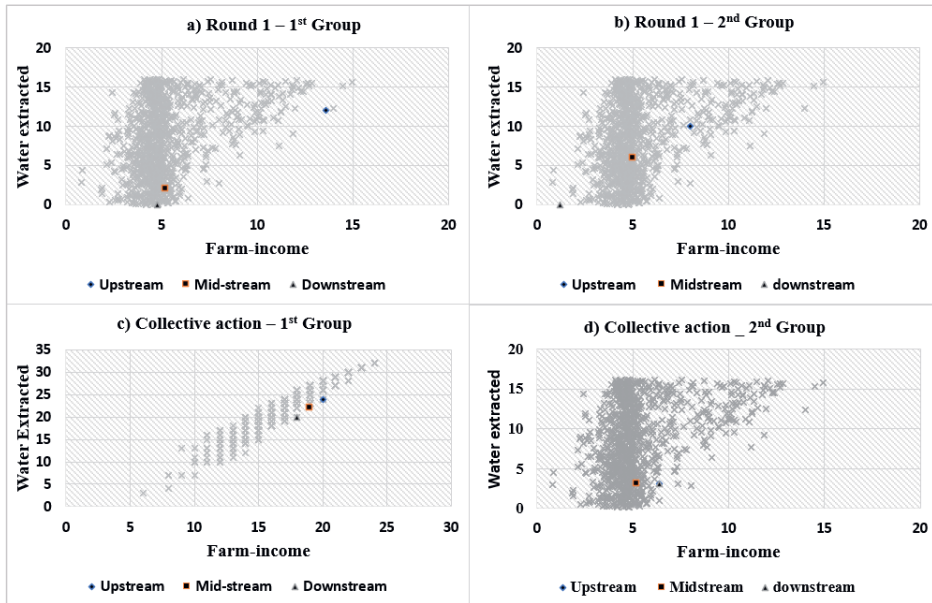 a) Round 1 – 1st Group
20
15
10
5
0
Water extracted
0 5 10 15 20
Farm-income
Upstream Mid-stream Downstream
b) Round 1 – 2nd Group
20
15
10
5
0
Water extracted
0 5 10 15 20
Farm-income
Upstream Midstream downstream
c) Collective action – 1st Group
35
30
25
20
15
10
5
0
Water Extracted
0 5 10 15 20 25 30
Farm-income
Upstream Mid-stream Downstream
d) Collective action _ 2nd Group
20
15
10
5
0
Water extracted
0 5 10 15 20
Farm-income
Upstream Midstream downstream